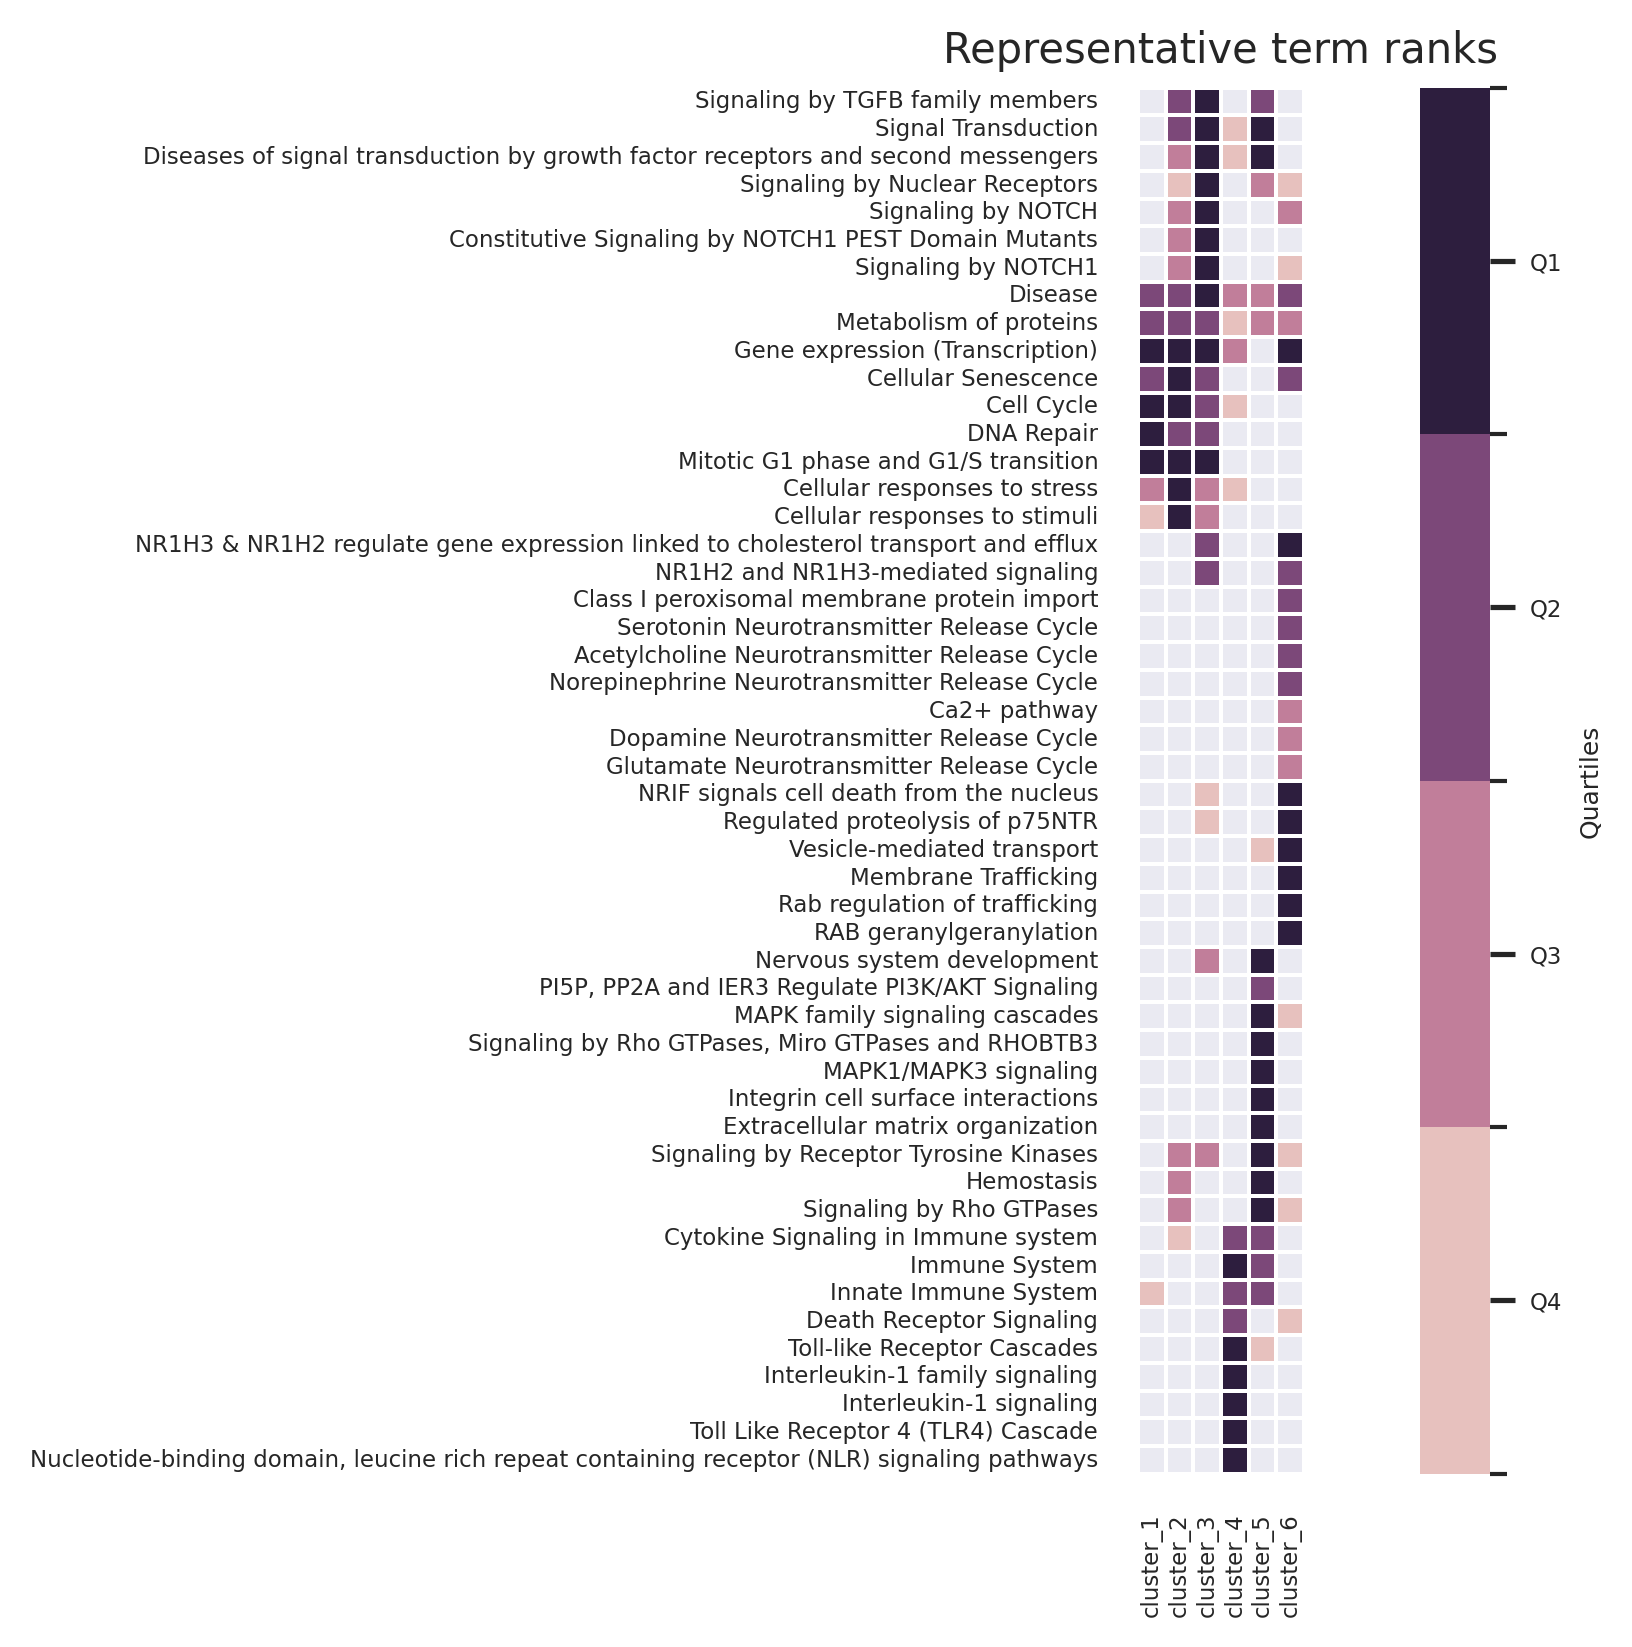 Representative term ranks
Signaling by TGFB family members
Signal Transduction
Diseases of signal transduction by growth factor receptors and second messengers
Signaling by Nuclear Receptors
Signaling by NOTCH
Constitutive Signaling by NOTCH1 PEST Domain Mutants
Signaling by NOTCH1
Disease
Metabolism of proteins
Gene expression (Transcription)
Cellular Senescence
Cell Cycle
DNA Repair
Mitotic G1 phase and G1/S transition
Cellular responses to stress
Cellular responses to stimuli
NR1H3 & NR1H2 regulate gene expression linked to cholesterol transport and efflux
NR1H2 and NR1H3-mediated signaling
Class I peroxisomal membrane protein import
Serotonin Neurotransmitter Release Cycle
Acetylcholine Neurotransmitter Release Cycle
Norepinephrine Neurotransmitter Release Cycle
Ca2+ pathway
Dopamine Neurotransmitter Release Cycle
Glutamate Neurotransmitter Release Cycle
NRIF signals cell death from the nucleus
Regulated proteolysis of p75NTR
Vesicle-mediated transport
Membrane Trafficking
Rab regulation of trafficking
RAB geranylgeranylation
Nervous system development
PI5P, PP2A and IER3 Regulate PI3K/AKT Signaling
MAPK family signaling cascades
Signaling by Rho GTPases, Miro GTPases and RHOBTB3
MAPK1/MAPK3 signaling
Integrin cell surface interactions
Extracellular matrix organization
Signaling by Receptor Tyrosine Kinases
Hemostasis
Signaling by Rho GTPases
Cytokine Signaling in Immune system
Immune System
Innate Immune System
Death Receptor Signaling
Toll-like Receptor Cascades
Interleukin-1 family signaling
Interleukin-1 signaling
Toll Like Receptor 4 (TLR4) Cascade
Nucleotide-binding domain, leucine rich repeat containing receptor (NLR) signaling pathways
cluster_1
cluster_2
cluster_3
cluster_4
cluster_5
cluster_6
Q1
Q2
Q3
Q4
Quartiles